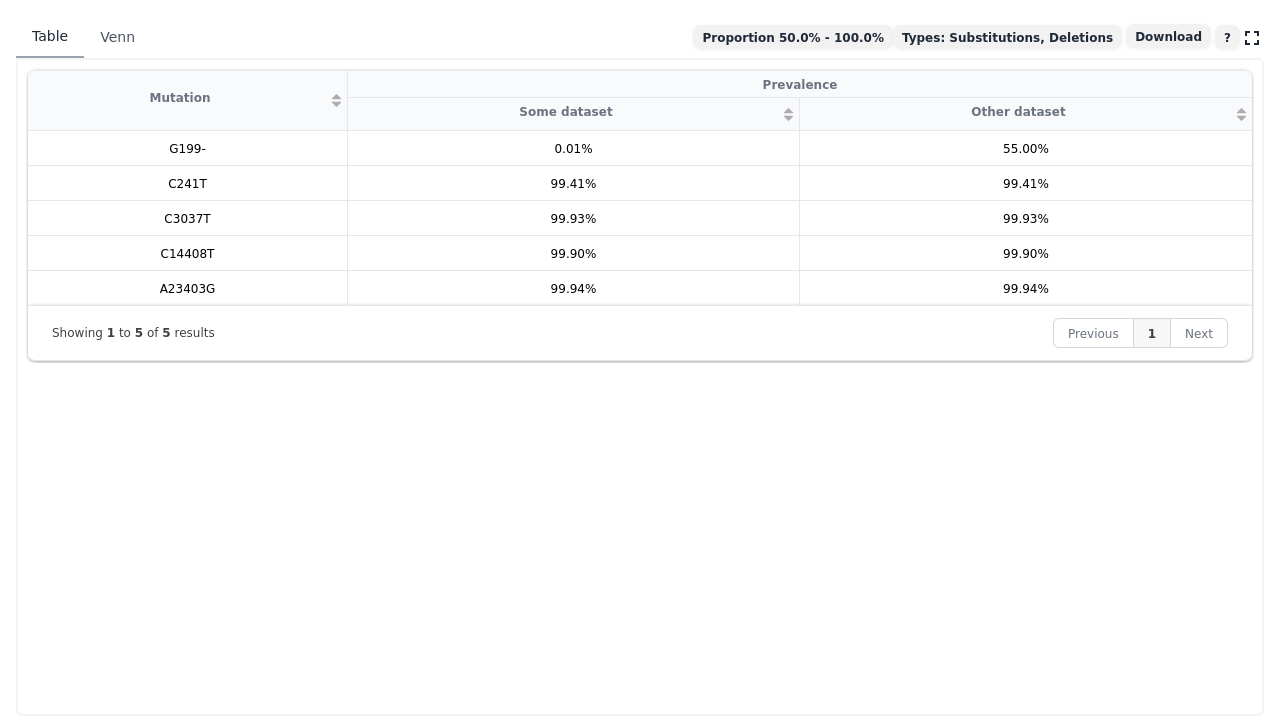 Table Venn Proportion 50.0% - 100.0% Types: Substitutions, Deletions Download ?
Prevalence
Mutation Some dataset Other dataset
G199- 0.01% 55.00%
C241T 99.41% 99.41%
C3037T 99.93% 99.93%
C14408T 99.90% 99.90%
A23403G 99.94% 99.94%
Showing 1 to 5 of 5 results Previous 1 Next